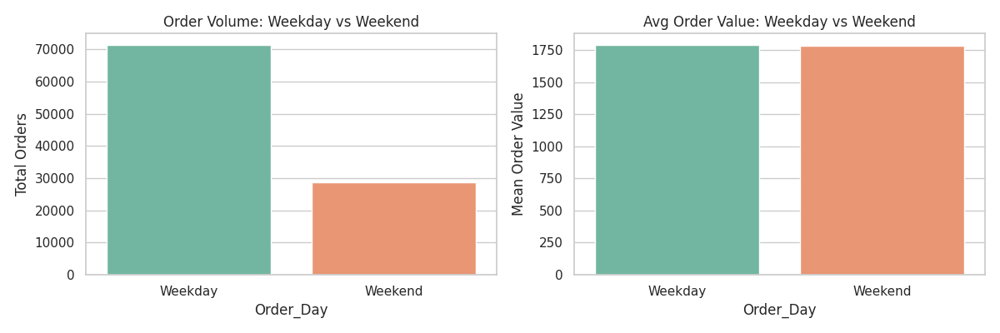 Order Volume: Weekday vs Weekend
Total Orders
70000
60000
50000
40000
30000
20000
10000
0
Weekday
Weekend
Order_Day
Avg Order Value: Weekday vs Weekend
Mean Order Value
1750
1500
1250
1000
750
500
250
0
Weekday
Weekend
Order_Day